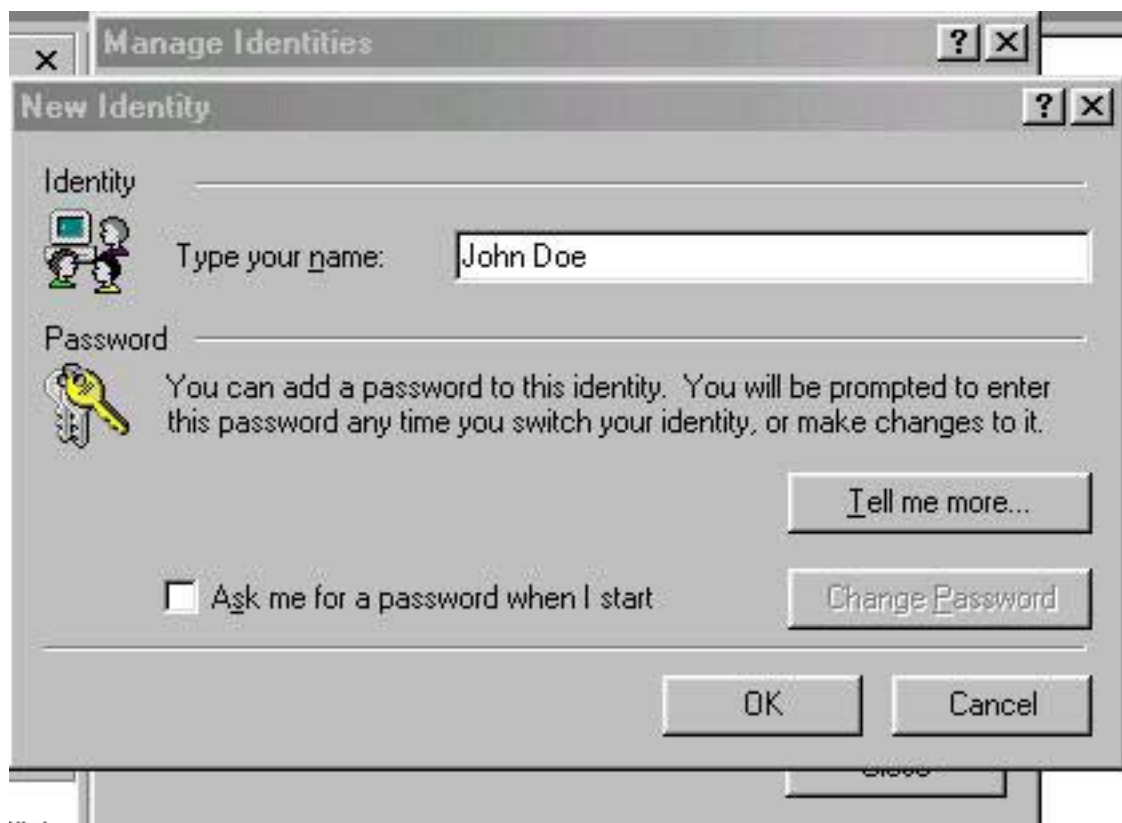 Manage Identities
New Identity
Identity
Type your name: John Doe
Password
You can add a password to this identity. You will be prompted to enter
this password any time you switch your identity, or make changes to it.
Tell me more...
Ask me for a password when I start
Change Password
OK
Cancel